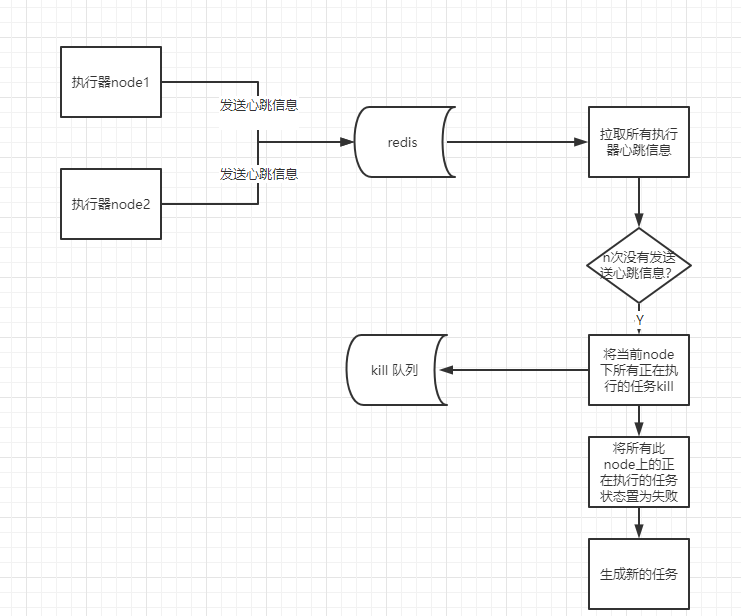 执行器node1
发送心跳信息
redis
拉取所有执行
器心跳信息
发送心跳信息
执行器node2
n次没有发送
送心跳信息?
Y
kill 队列
将当前node
下所有正在执
行的任务kill
将所有此
node上的正
在执行的任务
状态置为失败
生成新的任务